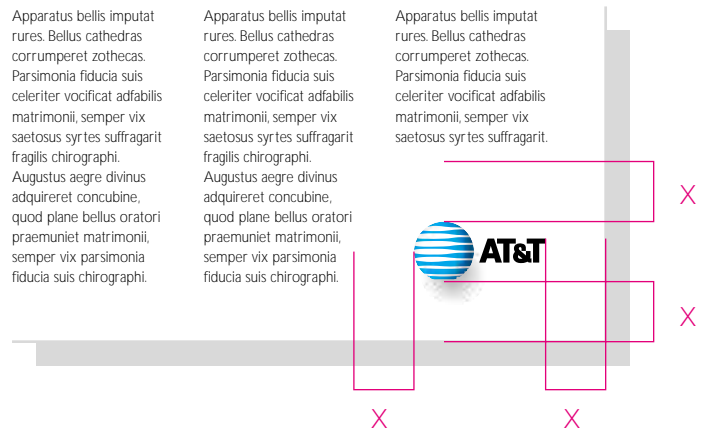 Apparatus bellis imputat
rures. Bellus cathedras
corrumperet zothecas.
Parsimonia fiducia suis
celeriter vocificat adfabilis
matrimonii, semper vix
saetosus syrtes suffragarit
fragilis chirographi.
Augustus aegre divinus
adquireret concubine,
quod plane bellus oratori
praemuniet matrimonii,
semper vix parsimonia
fiducia suis chirographi.
Apparatus bellis imputat
rures. Bellus cathedras
corrumperet zothecas.
Parsimonia fiducia suis
celeriter vocificat adfabilis
matrimonii, semper vix
saetosus syrtes suffragarit
fragilis chirographi.
Augustus aegre divinus
adquireret concubine,
quod plane bellus oratori
praemuniet matrimonii,
semper vix parsimonia
fiducia suis chirographi.
Apparatus bellis imputat
rures. Bellus cathedras
corrumperet zothecas.
Parsimonia fiducia suis
celeriter vocificat adfabilis
matrimonii, semper vix
saetosus syrtes suffragarit.
X
AT&T
X
X
X